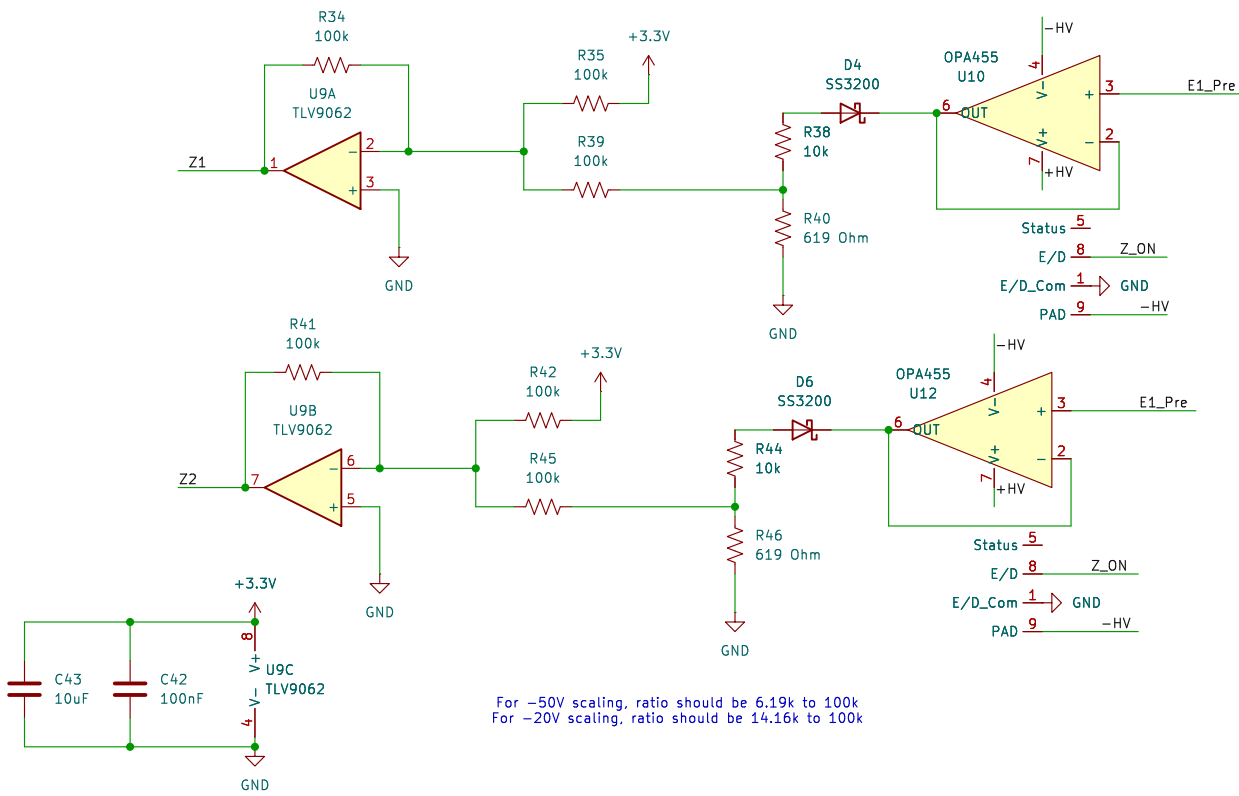 R34
100k
U9A
TLV9062
Z1
1
2
3
−
+
GND
R35
100k
+3.3V
R39
100k
D4
SS3200
R38
10k
R40
619 Ohm
GND
OPA455
U10
−HV
4
V−
6
OUT
V+
7
+HV
+
3
−
2
E1_Pre
Status
5
E/D
8
Z_ON
E/D_Com
1
GND
PAD
9
−HV
R41
100k
U9B
TLV9062
Z2
7
6
5
−
+
GND
R42
100k
+3.3V
R45
100k
D6
SS3200
R44
10k
R46
619 Ohm
GND
OPA455
U12
−HV
4
V−
6
OUT
V+
7
+HV
+
3
−
2
E1_Pre
Status
5
E/D
8
Z_ON
E/D_Com
1
GND
PAD
9
−HV
+3.3V
8
V+
U9C
TLV9062
V−
4
GND
C43
10uF
C42
100nF
For −50V scaling, ratio should be 6.19k to 100k
For −20V scaling, ratio should be 14.16k to 100k